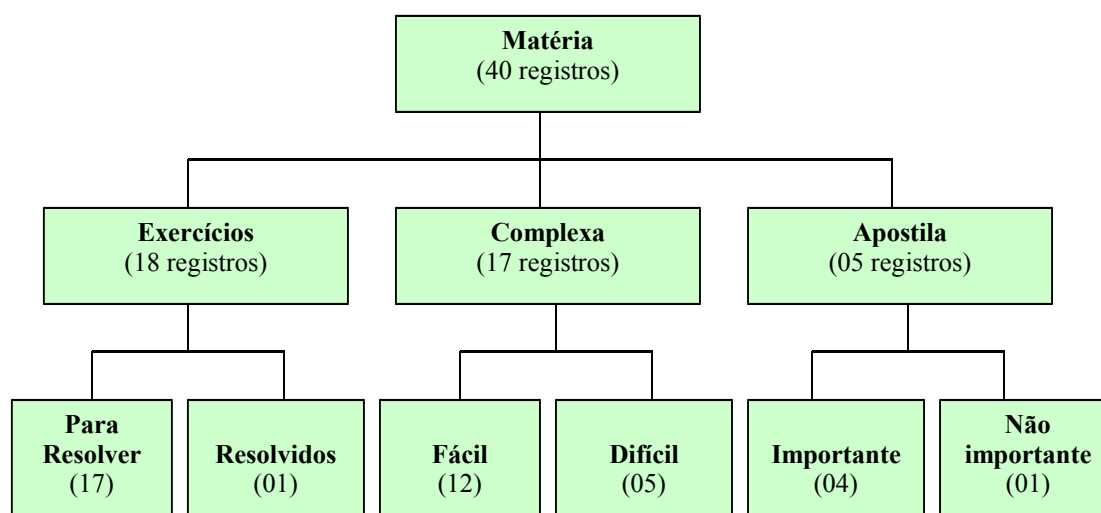 Matéria
(40 registros)
Exercícios
(18 registros)
Complexa
(17 registros)
Apostila
(05 registros)
Para
Resolver
(17)
Resolvidos
(01)
Fácil
(12)
Difícil
(05)
Importante
(04)
Não
importante
(01)